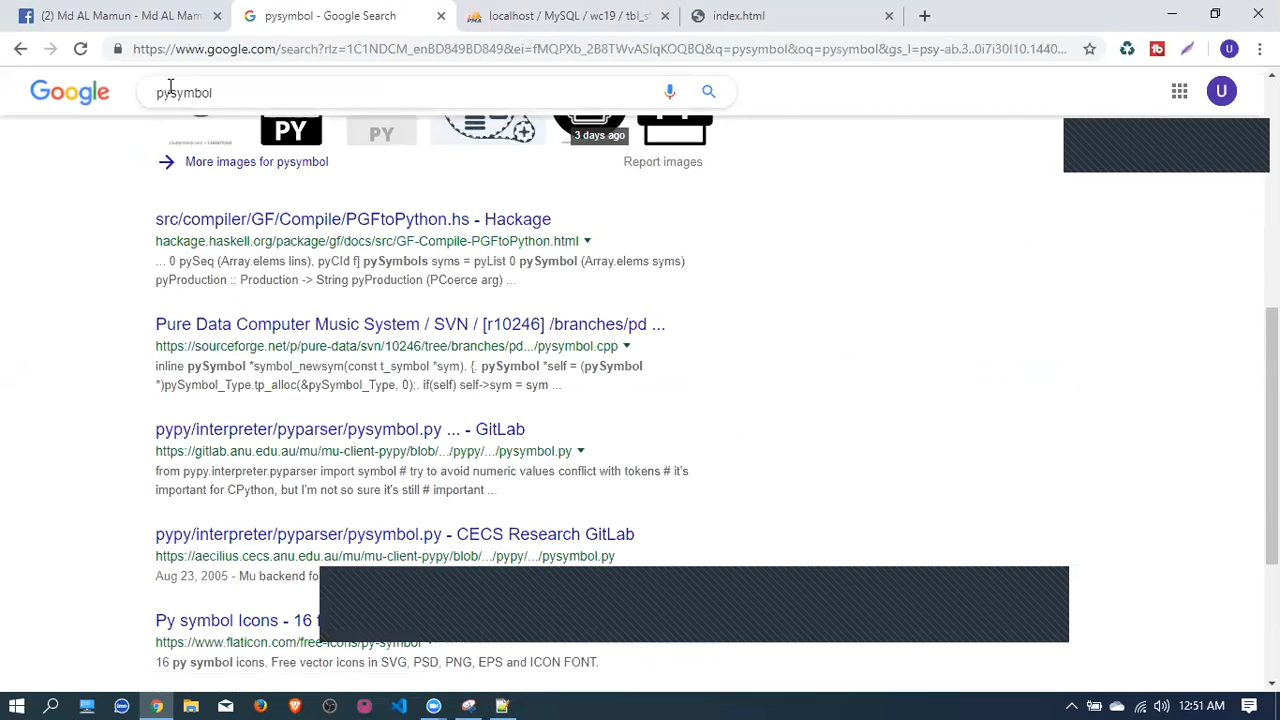 (2) Md AL Mamun - Md AL Mamun
pysymbol - Google Search
localhost / MySQL / wc19 / tbl_s
index.html
https://www.google.com/search?rlz=1C1NDCM_enBD849BD849&ei=fMQPXb_2B8TWvASlqKOQBQ&q=pysymbol&oq=pysymbol&gs_l=psy-ab.3..0i7i30l10.1440...
U
Google
pysymbol
U
PY
PY
3 days ago
More images for pysymbol
Report images
src/compiler/GF/Compile/PGFtoPython.hs - Hackage
hackage.haskell.org/package/gf/docs/src/GF-Compile-PGFtoPython.html
... 0 pySeq (Array.elems lins), pyCId f] pySymbols syms = pyList 0 pySymbol (Array.elems syms)
pyProduction :: Production -> String pyProduction (PCoerce arg) ...
Pure Data Computer Music System / SVN / [r10246] /branches/pd ...
https://sourceforge.net/p/pure-data/svn/10246/tree/branches/pd.../pysymbol.cpp
inline pySymbol *symbol_newsym(const t_symbol *sym). {. pySymbol *self = (pySymbol
*)pySymbol_Type.tp_alloc(&pySymbol_Type, 0);. if(self) self->sym = sym ...
pypy/interpreter/pyparser/pysymbol.py ... - GitLab
https://gitlab.anu.edu.au/mu/mu-client-pypy/blob/.../pypy/.../pysymbol.py
from pypy.interpreter.pyparser import symbol # try to avoid numeric values conflict with tokens # it's
important for CPython, but I'm not so sure it's still # important ...
pypy/interpreter/pyparser/pysymbol.py - CECS Research GitLab
https://aecilius.cecs.anu.edu.au/mu/mu-client-pypy/blob/.../pypy/.../pysymbol.py
Aug 23, 2005 - Mu backend fo
Py symbol Icons - 16
https://www.flaticon.com/free-icons/py-symbol
16 py symbol icons. Free vector icons in SVG, PSD, PNG, EPS and ICON FONT.
12:51 AM